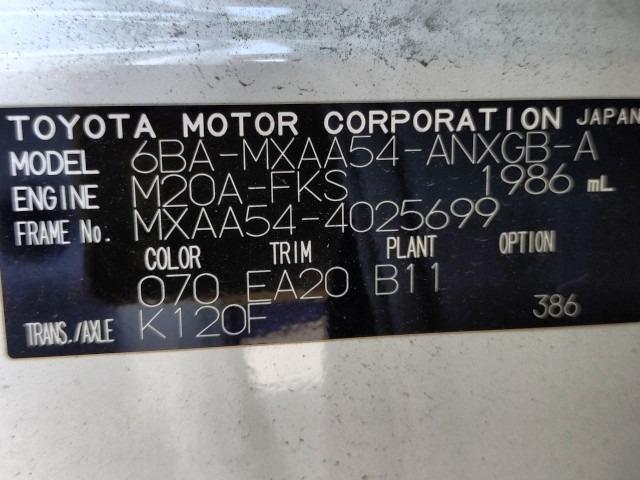 TOYOTA MOTOR CORPORATION JAPAN
MODEL 6BA-MXAA54-ANXGB-A
ENGINE M20A-FKS 1986 mL
FRAME No. MXAA54-4025699
COLOR TRIM PLANT OPTION
070 EA20 B11
TRANS./AXLE K120F 386